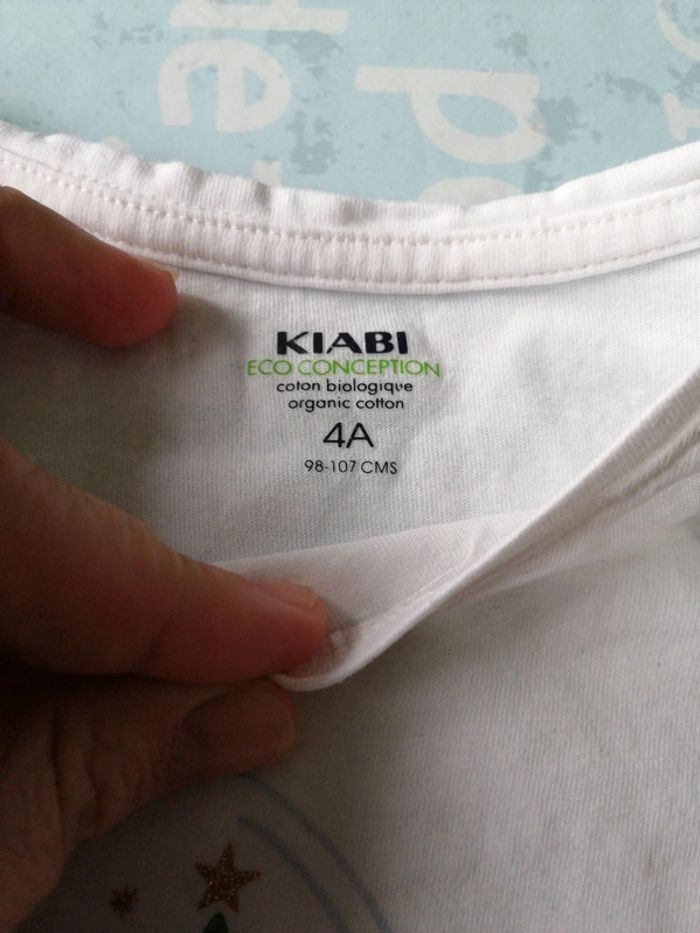 KIABI
ECO CONCEPTION
coton biologique
organic cotton
4A
98-107 CMS